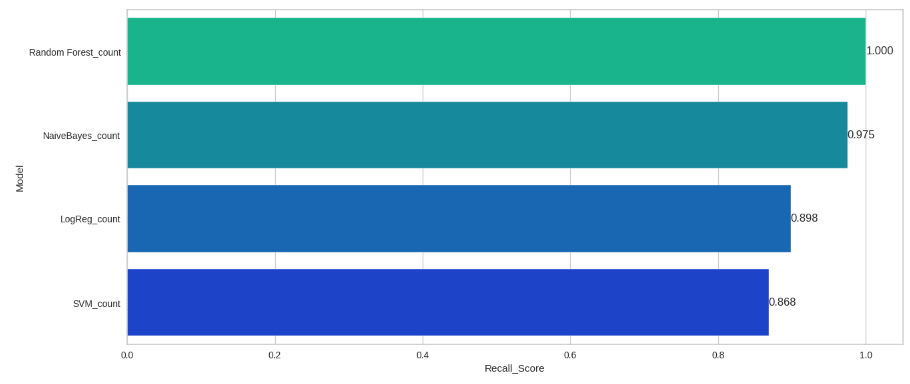 Random Forest_count
1.000
NaiveBayes_count
0.975
Model
LogReg_count
0.898
SVM_count
0.868
0.0 0.2 0.4 0.6 0.8 1.0
Recall_Score